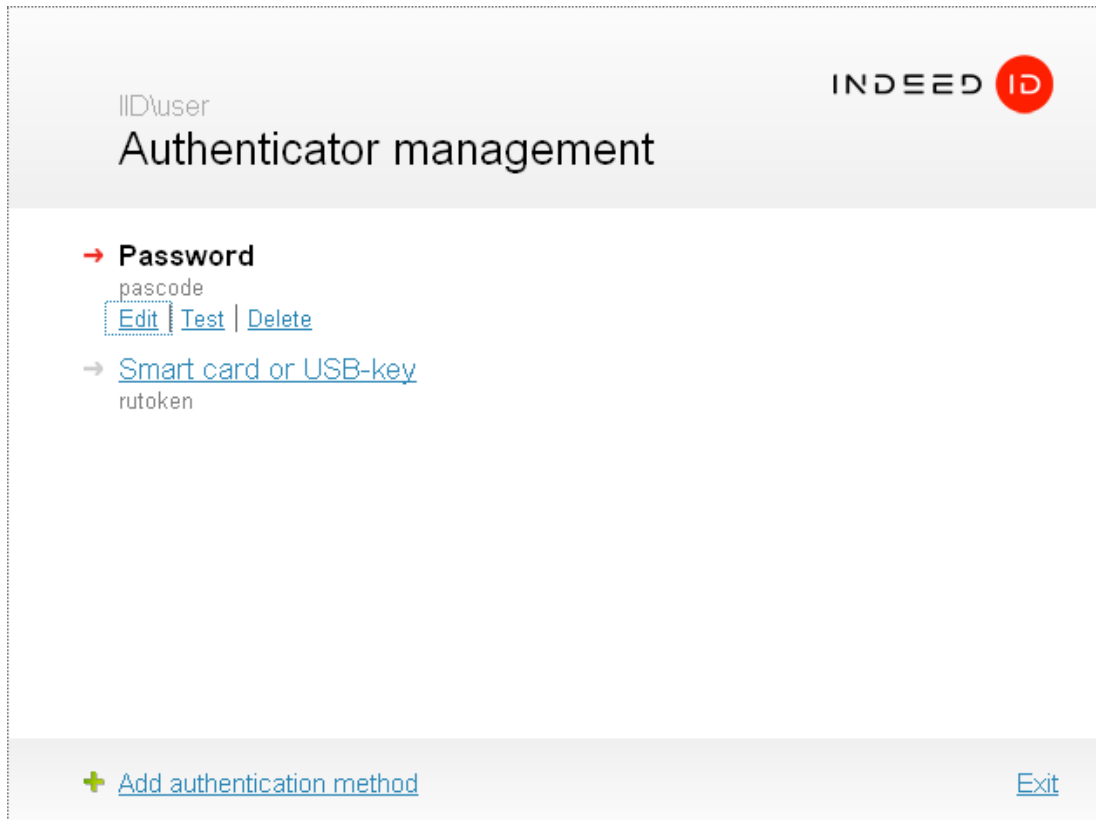 INDEED ID
IID\user
Authenticator management
Password
pascode
Edit | Test | Delete
Smart card or USB-key
rutoken
Add authentication method
Exit